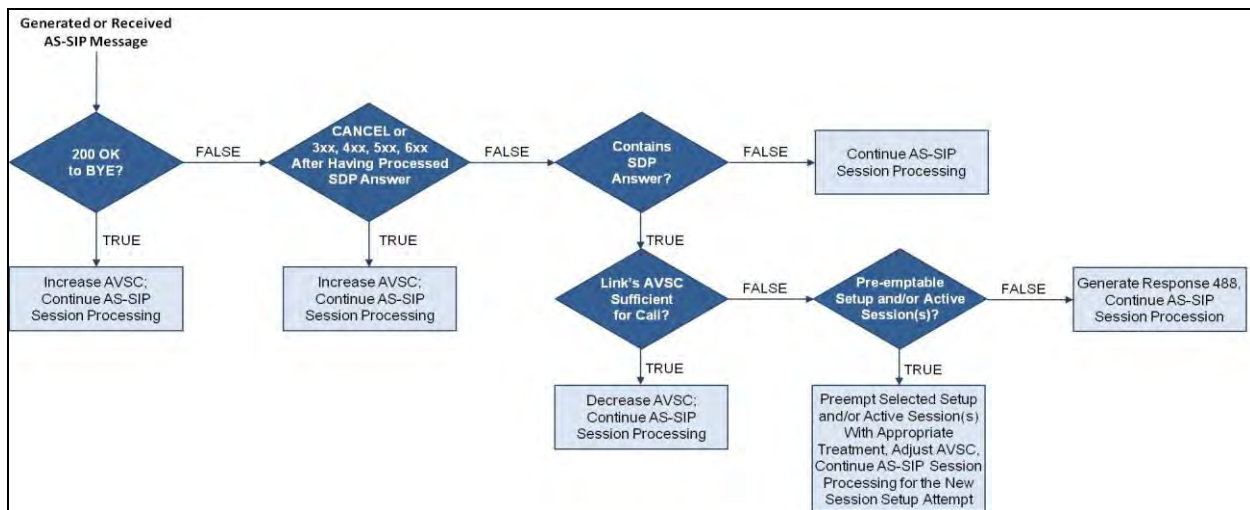 Generated or Received
AS-SIP Message
200 OK
to BYE?
FALSE
CANCEL or
3xx, 4xx, 5xx, 6xx
After Having Processed
SDP Answer
FALSE
Contains
SDP
Answer?
FALSE
Continue AS-SIP
Session Processing
TRUE
TRUE
TRUE
Increase AVSC;
Continue AS-SIP
Session Processing
Increase AVSC;
Continue AS-SIP
Session Processing
Link's AVSC
Sufficient
for Call?
FALSE
Pre-emptable
Setup and/or Active
Session(s)?
FALSE
Generate Response 488,
Continue AS-SIP
Session Procession
TRUE
TRUE
Decrease AVSC;
Continue AS-SIP
Session Processing
Preempt Selected Setup
and/or Active Session(s)
With Appropriate
Treatment, Adjust AVSC,
Continue AS-SIP Session
Processing for the New
Session Setup Attempt